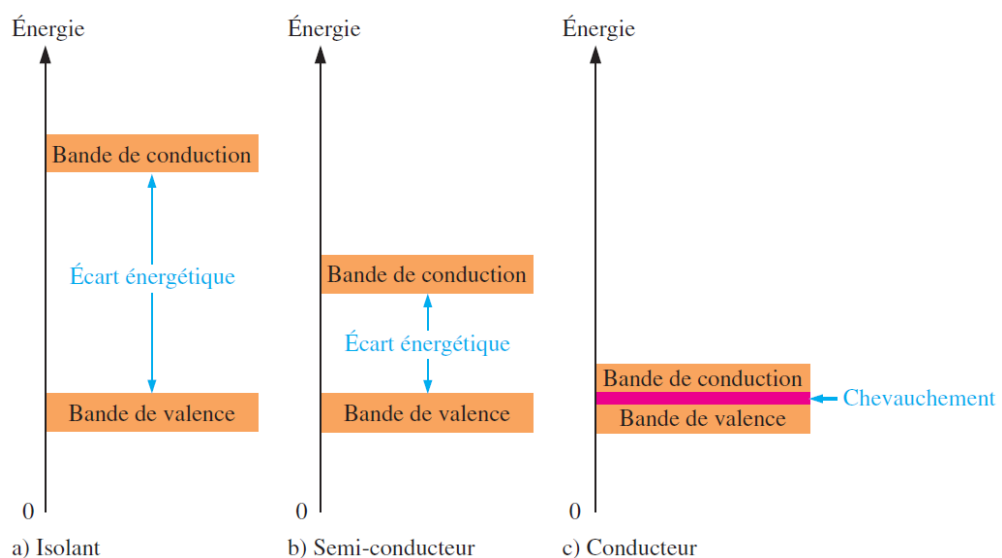 Énergie
Bande de conduction
Écart énergétique
Bande de valence
0
a) Isolant
Énergie
Bande de conduction
Écart énergétique
Bande de valence
0
b) Semi-conducteur
Énergie
Bande de conduction
Chevauchement
Bande de valence
0
c) Conducteur